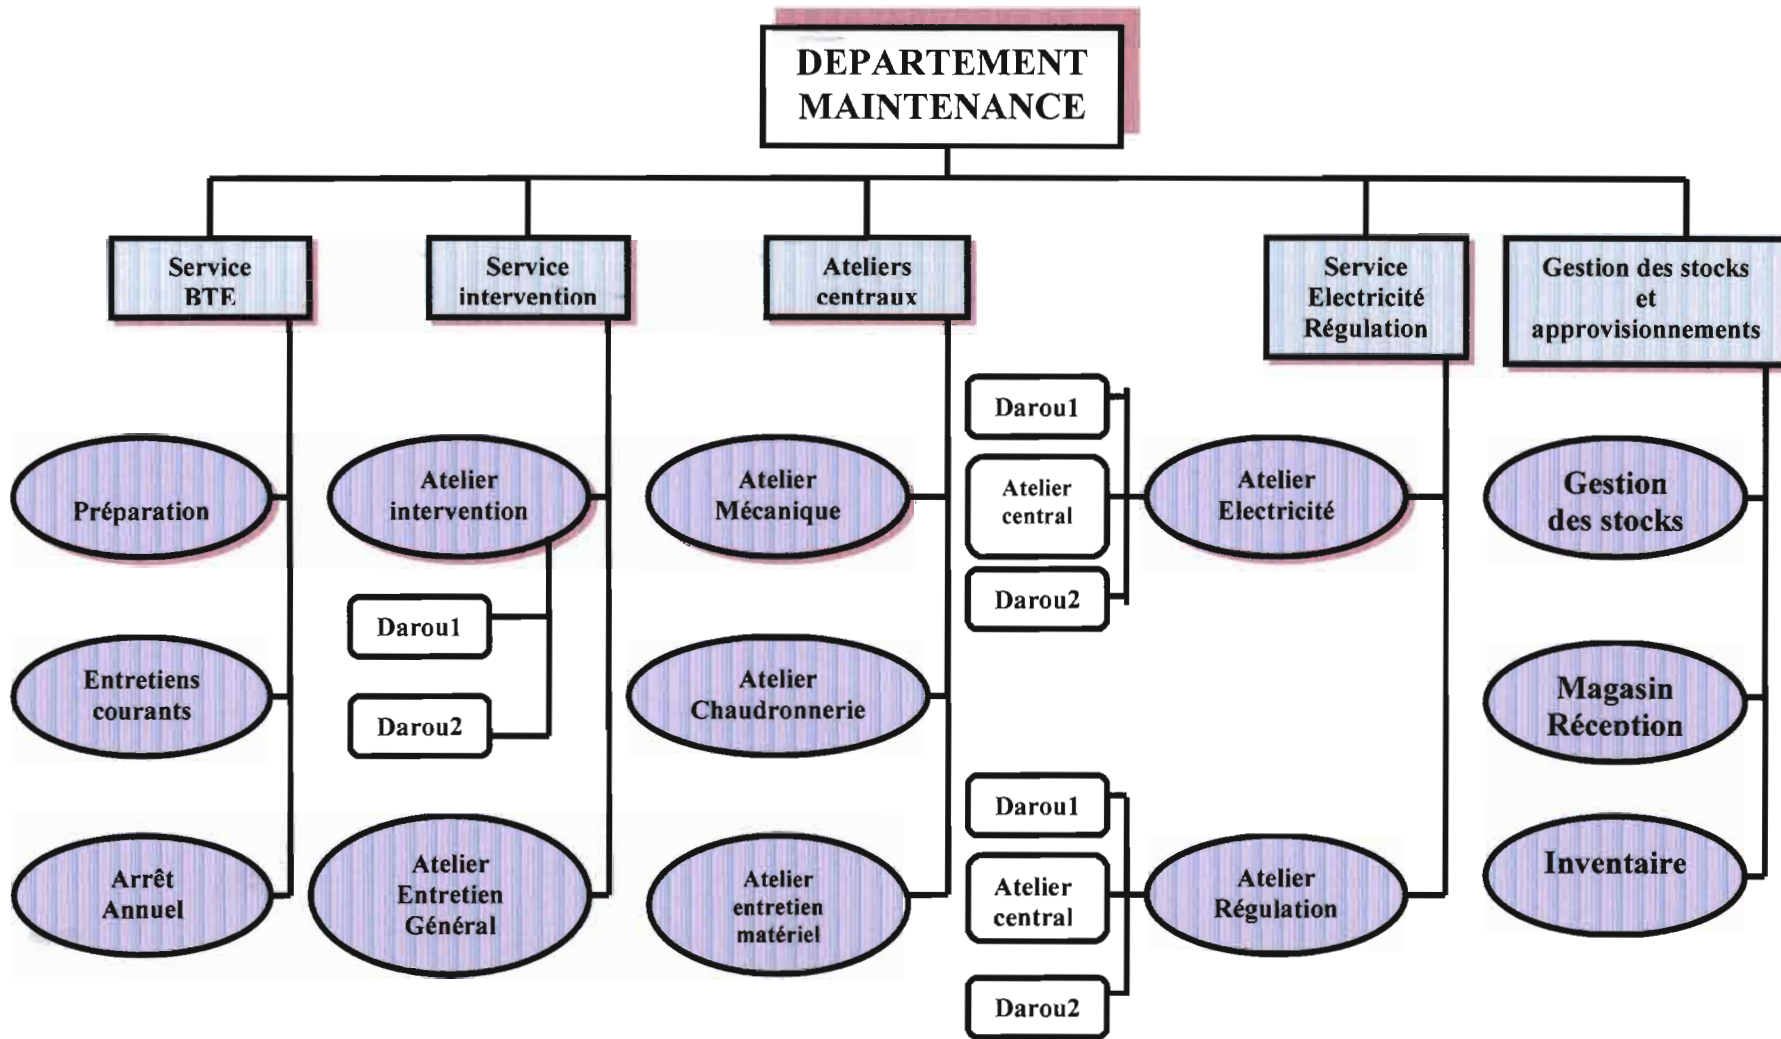 DEPARTEMENT
MAINTENANCE
Service
BTE
Service
intervention
Ateliers
centraux
Service
Electricité
Régulation
Gestion des stocks
et
approvisionnements
Préparation
Entretiens
courants
Arrêt
Annuel
Atelier
intervention
Darou1
Darou2
Atelier
Entretien
Général
Atelier
Mécanique
Atelier
Chaudronnerie
Atelier
entretien
matériel
Darou1
Atelier
central
Darou2
Atelier
Electricité
Darou1
Atelier
central
Darou2
Atelier
Régulation
Gestion
des stocks
Magasin
Réception
Inventaire